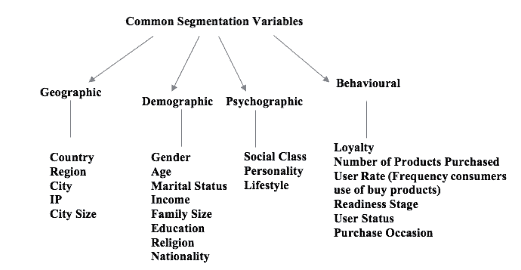 Common Segmentation Variables
Geographic
Demographic
Psychographic
Behavioural
Country
Region
City
IP
City Size
Gender
Age
Marital Status
Income
Family Size
Education
Religion
Nationality
Social Class
Personality
Lifestyle
Loyalty
Number of Products Purchased
User Rate (Frequency consumers
use of buy products)
Readiness Stage
User Status
Purchase Occasion